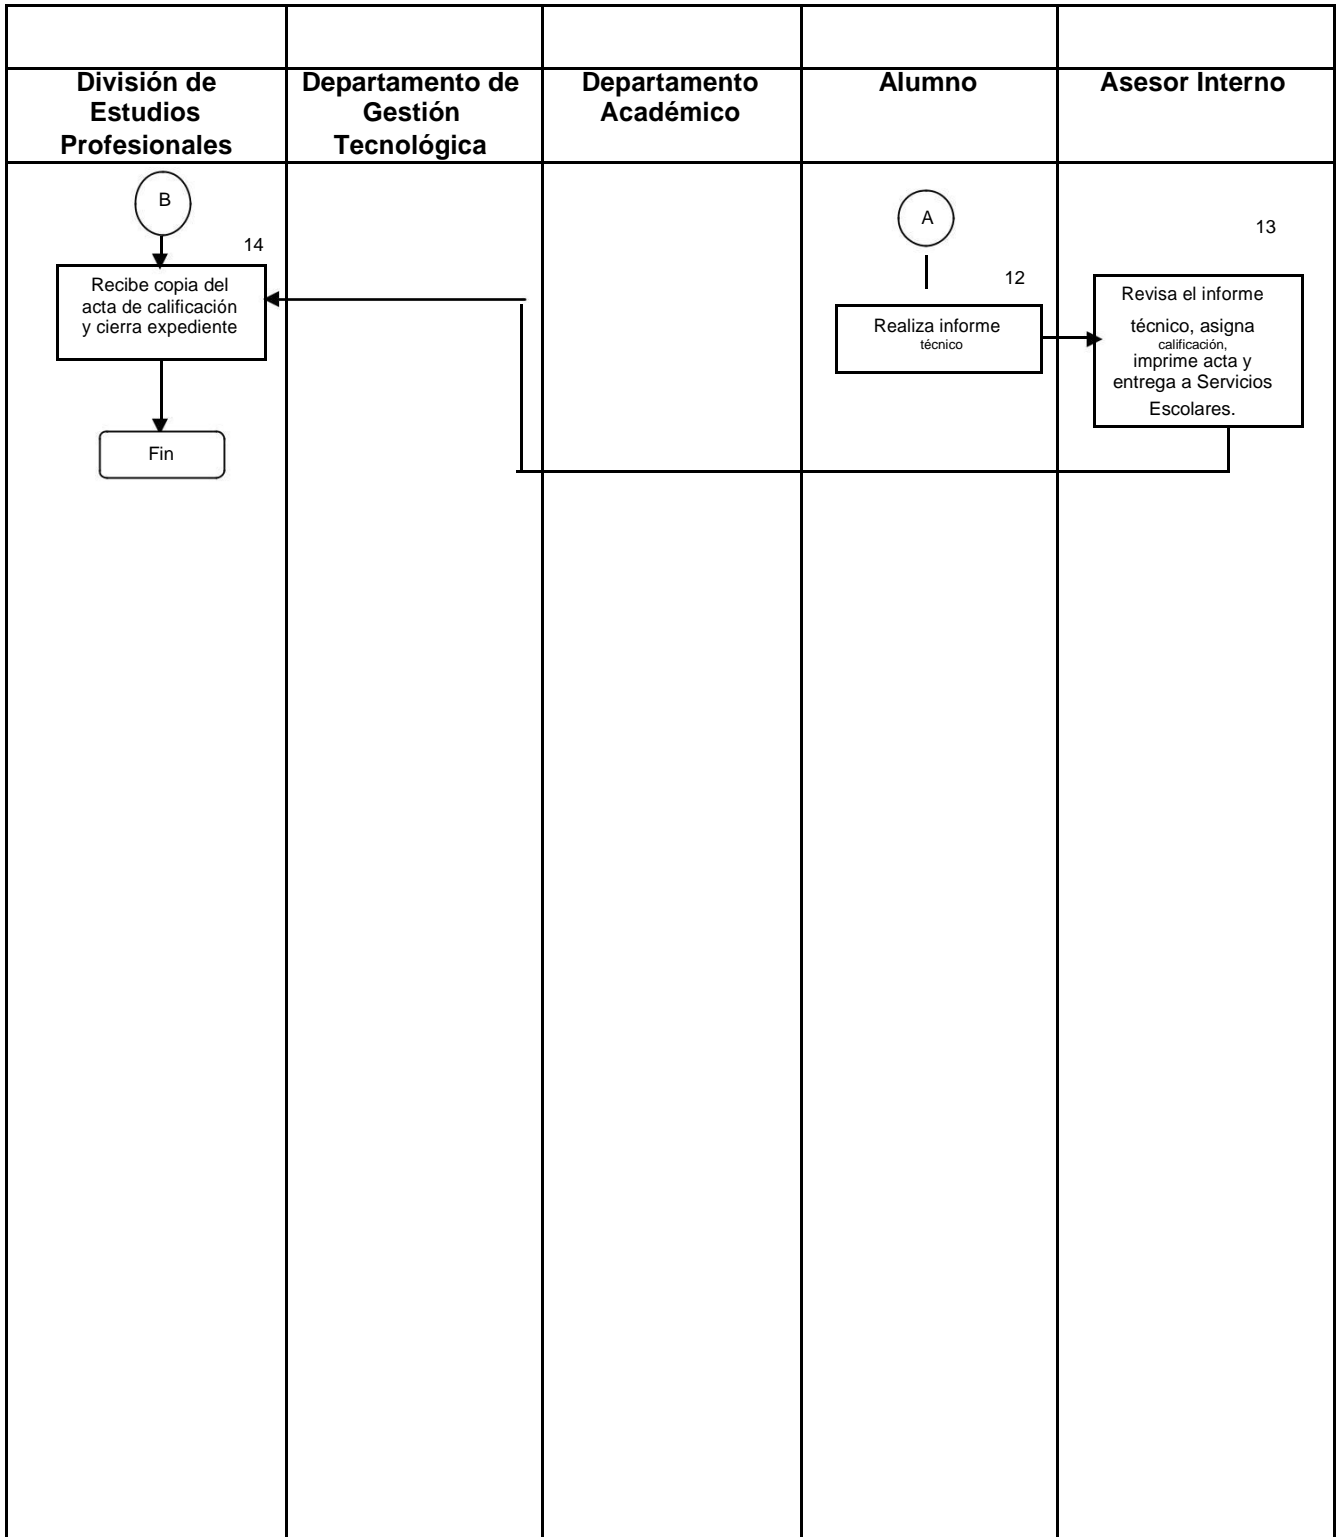 División de
Estudios
Profesionales
Departamento de
Gestión
Tecnológica
Departamento
Académico
Alumno
Asesor Interno
B
14
Recibe copia del
acta de calificación
y cierra expediente
Fin
A
12
Realiza informe
técnico
13
Revisa el informe
técnico, asigna
calificación,
imprime acta y
entrega a Servicios
Escolares.